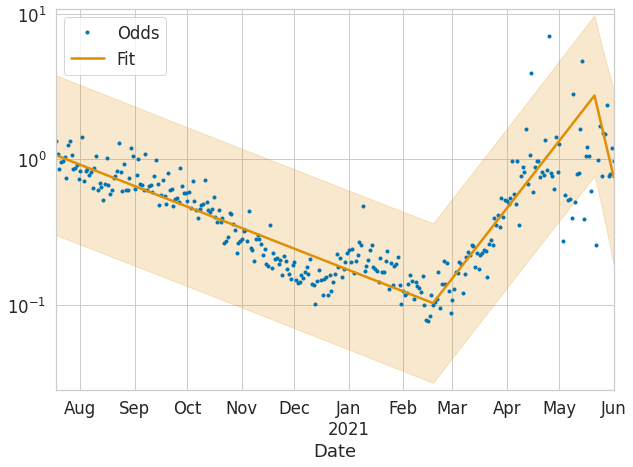 10¹
Odds
Fit
10⁰
10⁻¹
Aug Sep Oct Nov Dec Jan Feb Mar Apr May Jun
2021
Date